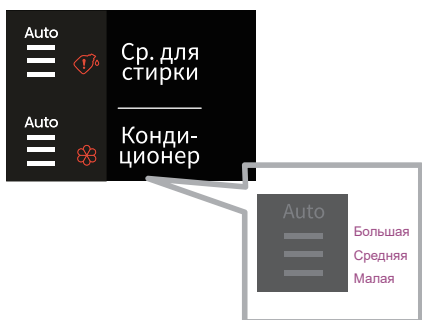 Auto
Ср. для
стирки
Auto
Конди-
ционер
Auto
Большая
Средняя
Малая